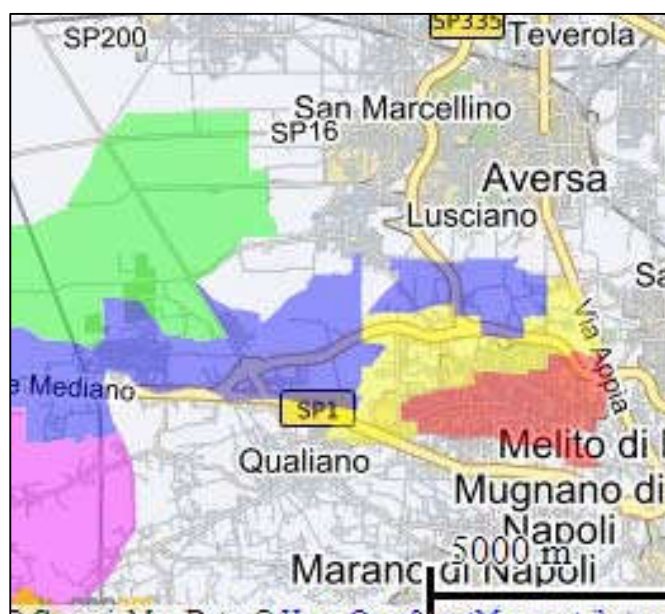 SP335
SP200
Teverola
San Marcellino
SP16
Aversa
Lusciano
Sa
Via Appia
e Mediano
SP1
Melito di
Qualiano
Mugnano di
Napoli
5000 m
Marano di Napoli